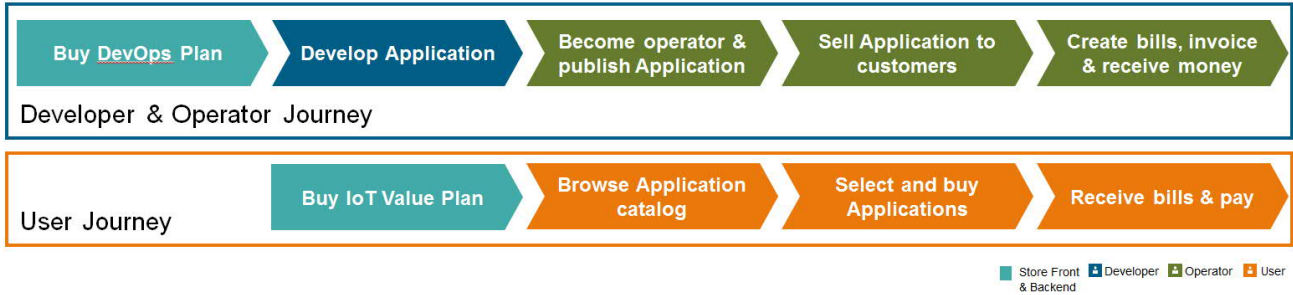 Buy DevOps Plan
Develop Application
Become operator &
publish Application
Sell Application to
customers
Create bills, invoice
& receive money
Developer & Operator Journey
Buy IoT Value Plan
Browse Application
catalog
Select and buy
Applications
Receive bills & pay
User Journey
Store Front
& Backend
Developer
Operator
User